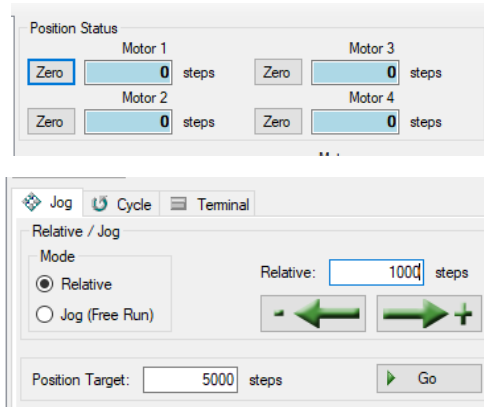 Position Status
Motor 1 Motor 3
Zero 0 steps Zero 0 steps
Motor 2 Motor 4
Zero 0 steps Zero 0 steps
Jog Cycle Terminal
Relative / Jog
Mode
Relative: 1000 steps
Relative
Jog (Free Run)
- +
Position Target: 5000 steps Go